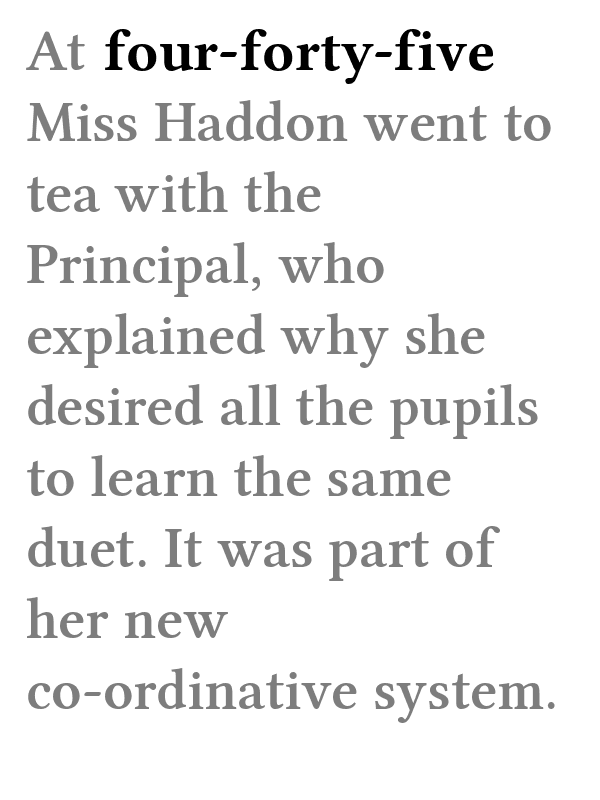 At four-forty-five
Miss Haddon went to
tea with the
Principal, who
explained why she
desired all the pupils
to learn the same
duet. It was part of
her new
co-ordinative system.